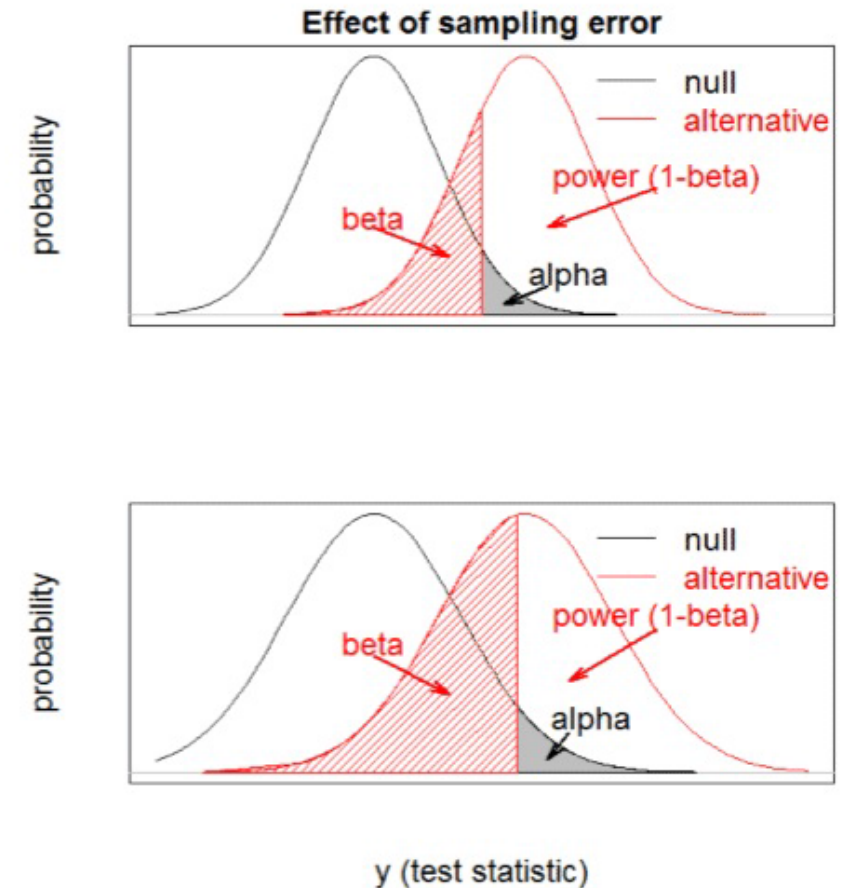 Effect of sampling error
probability
null
alternative
power (1-beta)
beta
alpha
probability
null
alternative
power (1-beta)
beta
alpha
y (test statistic)